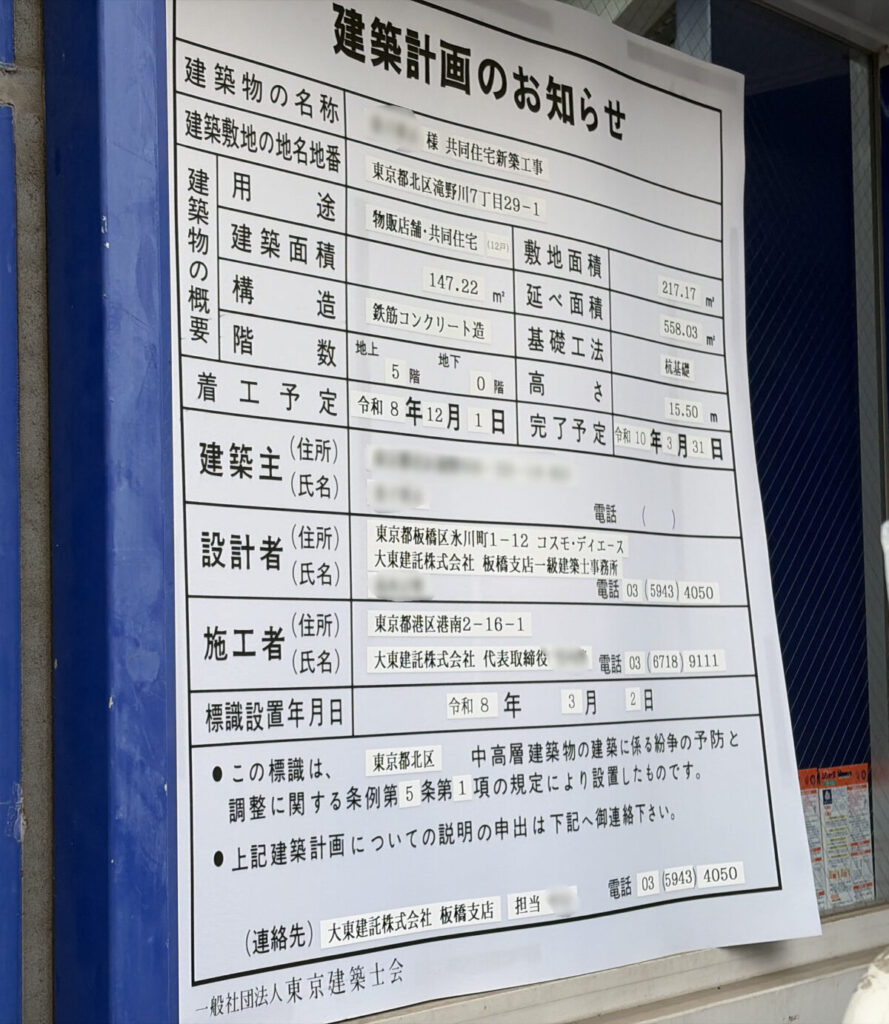 建築計画のお知らせ
建築物の名称 様 共同住宅新築工事
建築敷地の地名地番 東京都北区滝野川7丁目29-1
建築物の概要
用途 物販店舗・共同住宅 (12戸) 敷地面積 217.17 ㎡
建築面積 147.22 ㎡ 延べ面積 558.03 ㎡
構造 鉄筋コンクリート造 基礎工法 杭基礎
階数 地上 5 階 地下 0 階 高さ 15.50 m
着工予定 令和 8 年 12 月 1 日 完了予定 令和 10 年 3 月 31 日
建築主 (住所)
(氏名) 電話 ( )
設計者 (住所) 東京都板橋区氷川町1-12 コスモ・ディエース
(氏名) 大東建託株式会社 板橋支店一級建築士事務所
電話 03 (5943) 4050
施工者 (住所) 東京都港区港南2-16-1
(氏名) 大東建託株式会社 代表取締役 電話 03 (6718) 9111
標識設置年月日 令和 8 年 3 月 2 日
●この標識は、 東京都北区 中高層建築物の建築に係る紛争の予防と
調整に関する条例第 5 条第 1 項の規定により設置したものです。
●上記建築計画についての説明の申出は下記へ御連絡下さい。
(連絡先) 大東建託株式会社 板橋支店 担当 電話 03 (5943) 4050
一般社団法人東京建築士会